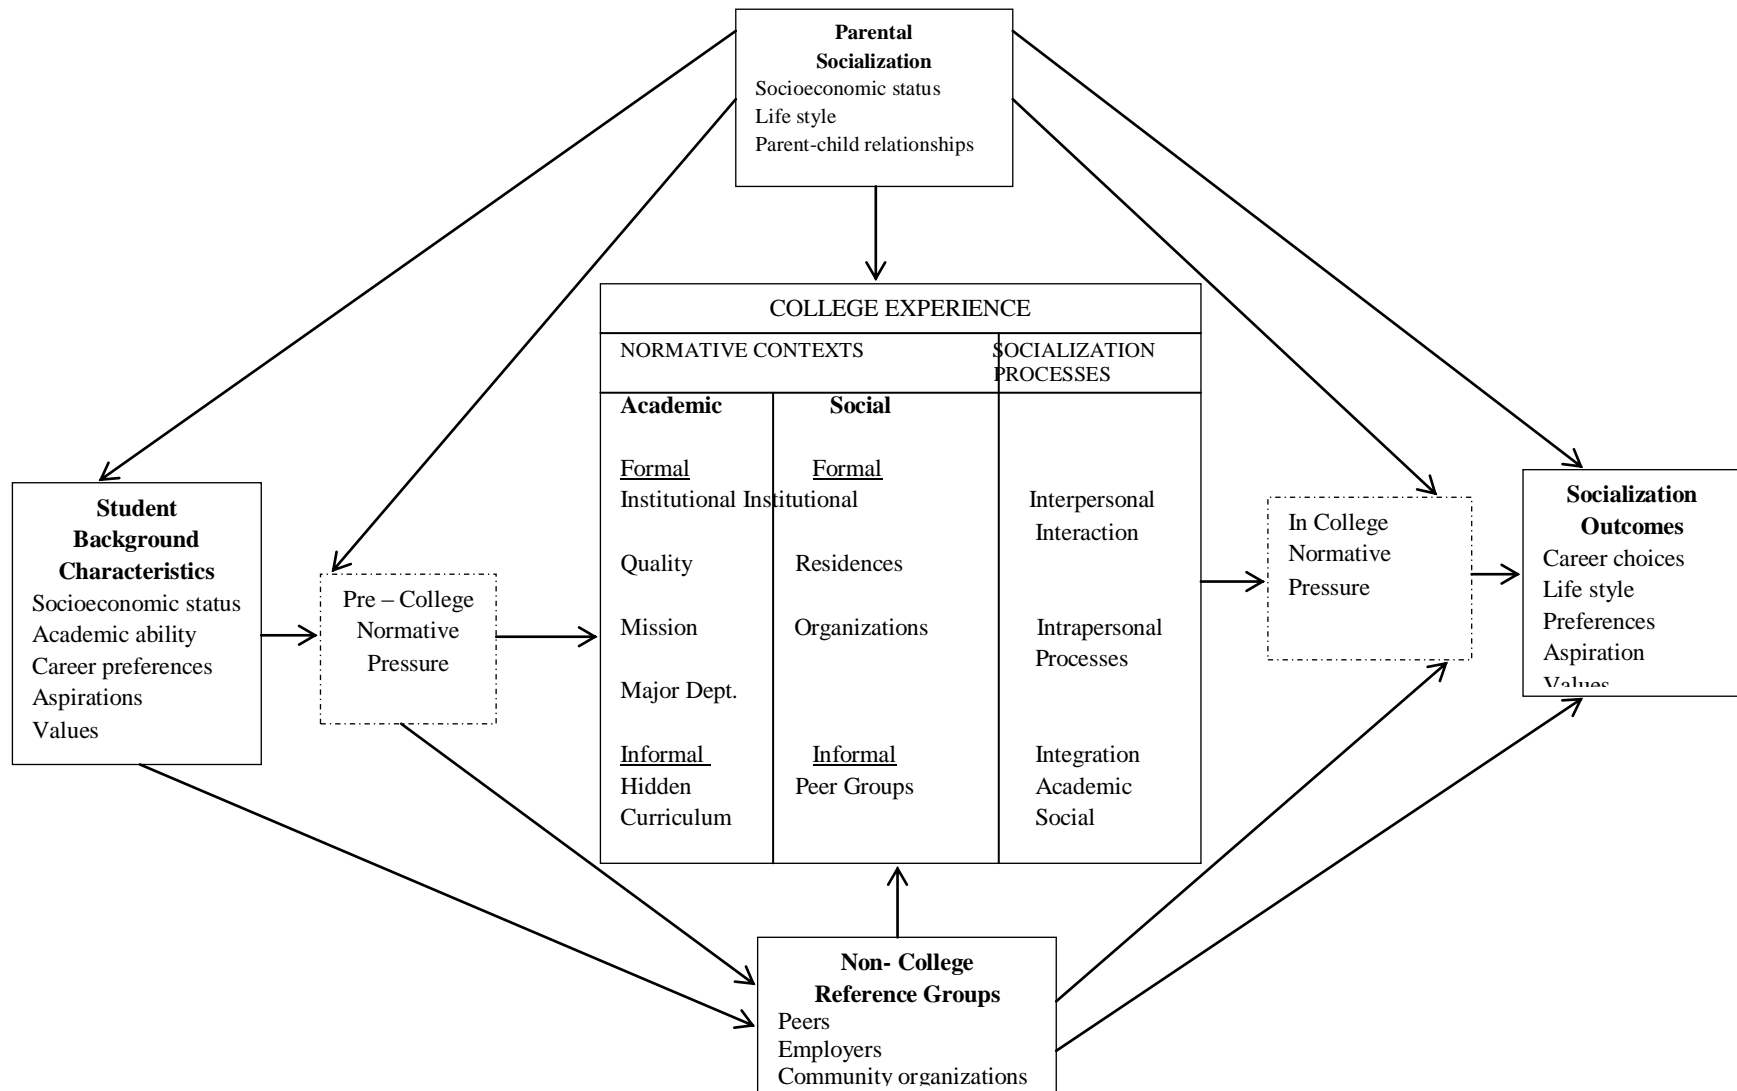 Parental
Socialization
Socioeconomic status
Life style
Parent-child relationships
COLLEGE EXPERIENCE
NORMATIVE CONTEXTS
SOCIALIZATION
PROCESSES
Academic
Formal
Institutional
Quality
Mission
Major Dept.
Informal
Hidden
Curriculum
Social
Formal
Institutional
Residences
Organizations
Informal
Peer Groups
Interpersonal
Interaction
Intrapersonal
Processes
Integration
Academic
Social
Student
Background
Characteristics
Socioeconomic status
Academic ability
Career preferences
Aspirations
Values
Pre – College
Normative
Pressure
In College
Normative
Pressure
Socialization
Outcomes
Career choices
Life style
Preferences
Aspiration
Values
Non- College
Reference Groups
Peers
Employers
Community organizations